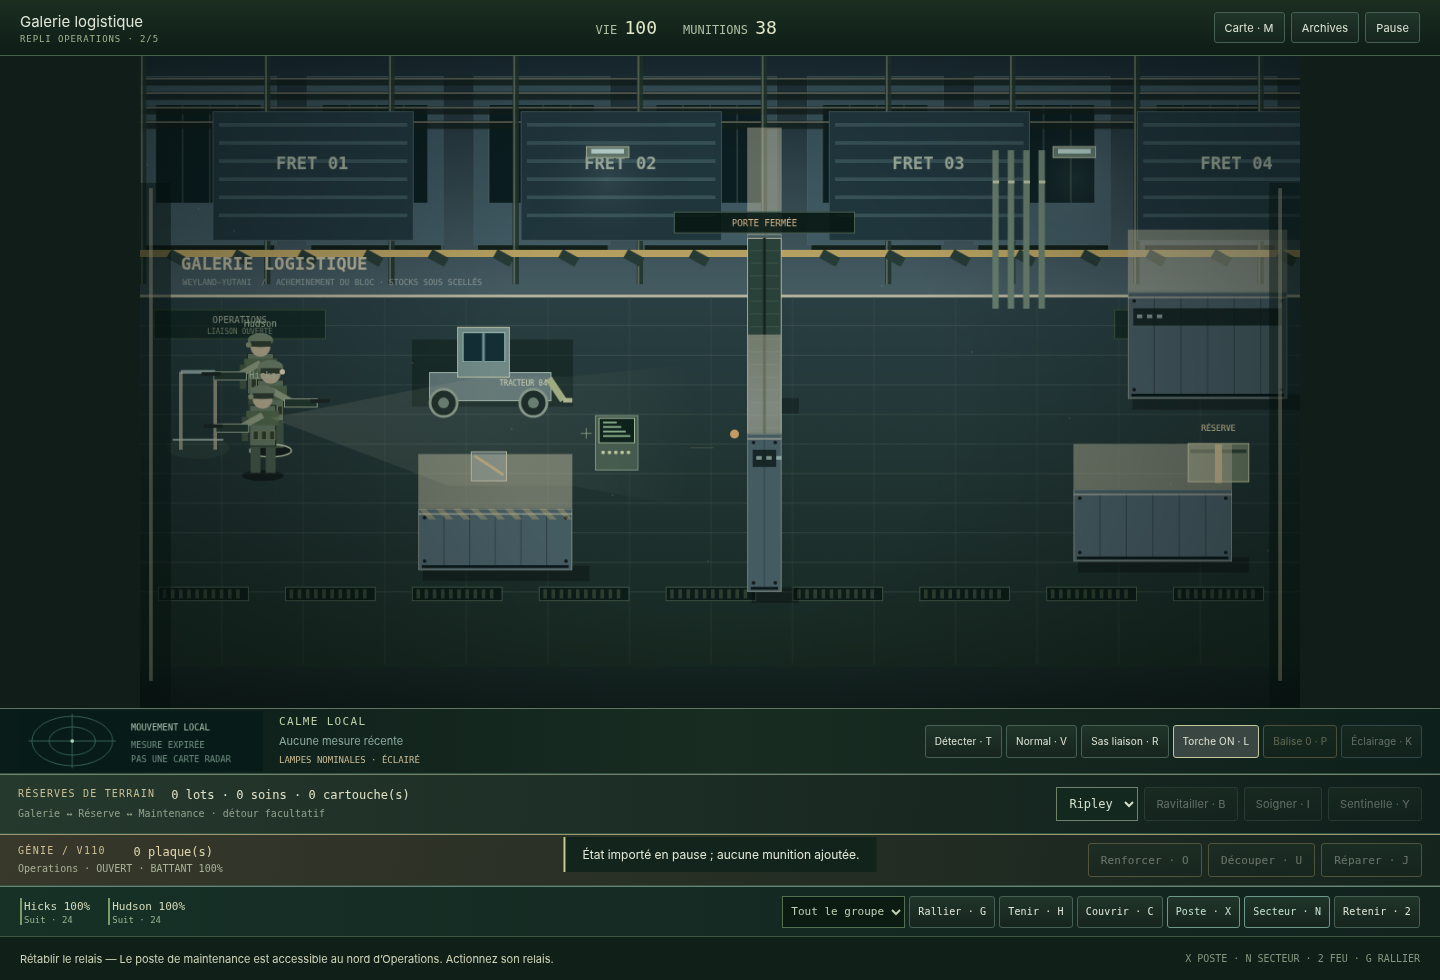 Galerie logistique
REPLI OPERATIONS · 2/5
VIE 100 MUNITIONS 38
Carte · M
Archives
Pause
FRET 01
FRET 02
FRET 03
FRET 04
PORTE FERMÉE
GALERIE LOGISTIQUE
WEYLAND-YUTANI / ACHEMINEMENT DU BLOC · STOCKS SOUS SCELLÉS
OPERATIONS
LIAISON OUVERTE
Hudson
Hicks
TRACTEUR 04
RÉSERVE
MOUVEMENT LOCAL
MESURE EXPIRÉE
PAS UNE CARTE RADAR
CALME LOCAL
Aucune mesure récente
LAMPES NOMINALES · ÉCLAIRÉ
Détecter · T
Normal · V
Sas liaison · R
Torche ON · L
Balise 0 · P
Éclairage · K
RÉSERVES DE TERRAIN 0 lots · 0 soins · 0 cartouche(s)
Galerie ↔ Réserve ↔ Maintenance · détour facultatif
Ripley
Ravitailler · B
Soigner · I
Sentinelle · Y
GÉNIE / V110 0 plaque(s)
Operations · OUVERT · BATTANT 100%
État importé en pause ; aucune munition ajoutée.
Renforcer · O
Découper · U
Réparer · J
Hicks 100%
Suit · 24
Hudson 100%
Suit · 24
Tout le groupe
Rallier · G
Tenir · H
Couvrir · C
Poste · X
Secteur · N
Retenir · 2
Rétablir le relais — Le poste de maintenance est accessible au nord d'Operations. Actionnez son relais.
X POSTE · N SECTEUR · 2 FEU · G RALLIER